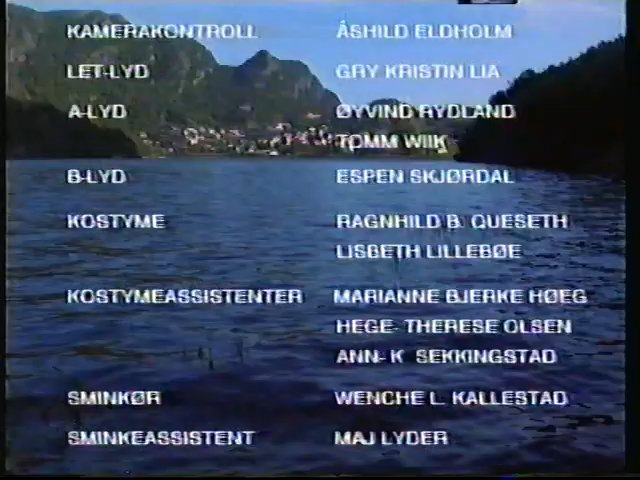 KAMERAKONTROLL ÅSHILD ELDHOLM
LET-LYD GRY KRISTIN LIA
A-LYD ØYVIND RYDLAND
TOMM WIIK
B-LYD ESPEN SKJØRDAL
KOSTYME RAGNHILD B. QUESETH
LISBETH LILLEBØE
KOSTYMEASSISTENTER MARIANNE BJERKE HØEG
HEGE- THERESE OLSEN
ANN- K SEKKINGSTAD
SMINKØR WENCHE L. KALLESTAD
SMINKEASSISTENT MAJ LYDER